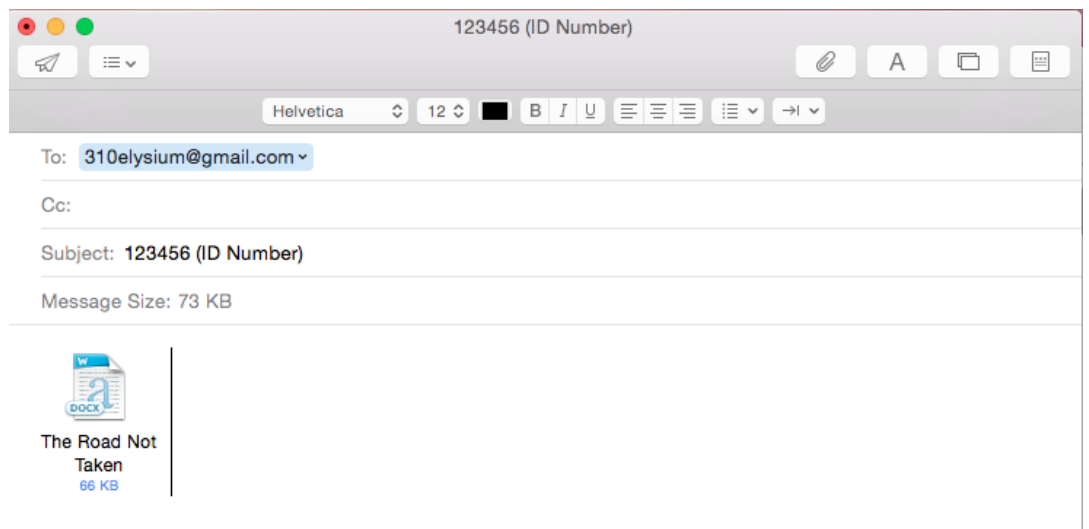 123456 (ID Number)
A
Helvetica 12 B I U
To: 310elysium@gmail.com
Cc:
Subject: 123456 (ID Number)
Message Size: 73 KB
W
a
DOCX
The Road Not
Taken
66 KB